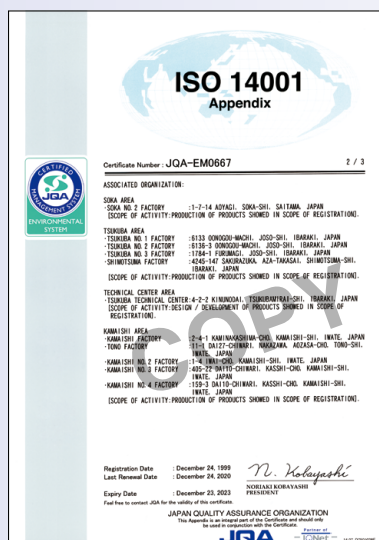 ISO 14001
Appendix
Certificate Number : JQA-EM0667 2 / 3
ASSOCIATED ORGANIZATION:
SOKA AREA
·SOKA NO. 2 FACTORY :1-7-14 AOYAGI, SOKA-SHI, SAITAMA, JAPAN
[SCOPE OF ACTIVITY:PRODUCTION OF PRODUCTS SHOWED IN SCOPE OF REGISTRATION].
TSUKUBA AREA
·TSUKUBA NO. 1 FACTORY :6133 OONOGOU-MACHI, JOSO-SHI, IBARAKI, JAPAN
·TSUKUBA NO. 2 FACTORY :6136-3 OONOGOU-MACHI, JOSO-SHI, IBARAKI, JAPAN
·TSUKUBA NO. 3 FACTORY :1784-1 FURUMAGI, JOSO-SHI, IBARAKI, JAPAN
·SHIMOTSUMA FACTORY :4245-147 SAKURAZUKA, AZA-TAKASAI, SHIMOTSUMA-SHI,
IBARAKI, JAPAN
[SCOPE OF ACTIVITY:PRODUCTION OF PRODUCTS SHOWED IN SCOPE OF REGISTRATION].
TECHNICAL CENTER AREA
·TSUKUBA TECHNICAL CENTER:4-2-2 KINUNODAI, TSUKUBAMIRAI-SHI, IBARAKI, JAPAN
[SCOPE OF ACTIVITY:DESIGN / DEVELOPMENT OF PRODUCTS SHOWED IN SCOPE OF
REGISTRATION].
KAMAISHI AREA
·KAMAISHI FACTORY :2-4-1 KAMINAKASHIMA-CHO, KAMAISHI-SHI, IWATE, JAPAN
·TONO FACTORY :11-1 DAI22-CHIWARI, NAKAZAWA, AOZASA-CHO, TONO-SHI,
IWATE, JAPAN
·KAMAISHI NO. 2 FACTORY :1-4 IWAI-CHO, KAMAISHI-SHI, IWATE, JAPAN
·KAMAISHI NO. 3 FACTORY :405-22 DAI10-CHIWARI, KASSHI-CHO, KAMAISHI-SHI,
IWATE, JAPAN
·KAMAISHI NO. 4 FACTORY :159-3 DAI10-CHIWARI, KASSHI-CHO, KAMAISHI-SHI,
IWATE, JAPAN
[SCOPE OF ACTIVITY:PRODUCTION OF PRODUCTS SHOWED IN SCOPE OF REGISTRATION].
COPY
CERTIFIED
MANAGEMENT SYSTEM
JQA
ENVIRONMENTAL
SYSTEM
Registration Date : December 24, 1999
Last Renewal Date : December 24, 2020
Expiry Date : December 23, 2023
N. Kobayashi
NORIAKI KOBAYASHI
PRESIDENT
Feel free to contact JQA for the validity of this certificate.
JAPAN QUALITY ASSURANCE ORGANIZATION
This Appendix is an integral part of the Certificate and should only
be used in conjunction with the Certificate.
JQA
Partner of
IQNet